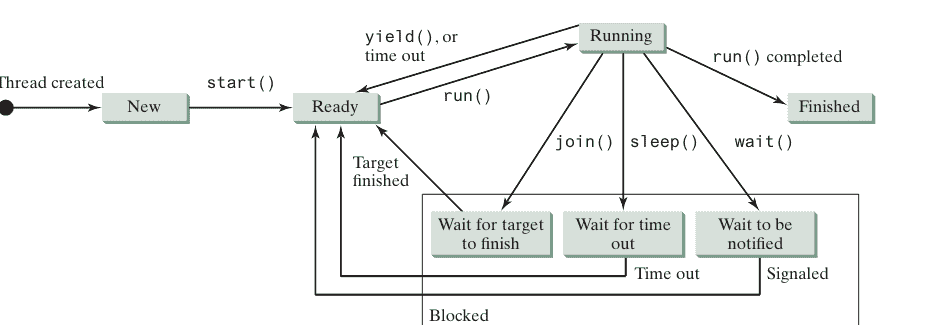 yield(), or
time out
Running
run() completed
Thread created
start()
New
Ready
run()
Finished
join()
sleep()
wait()
Target
finished
Wait for target
to finish
Wait for time
out
Wait to be
notified
Time out
Signaled
Blocked